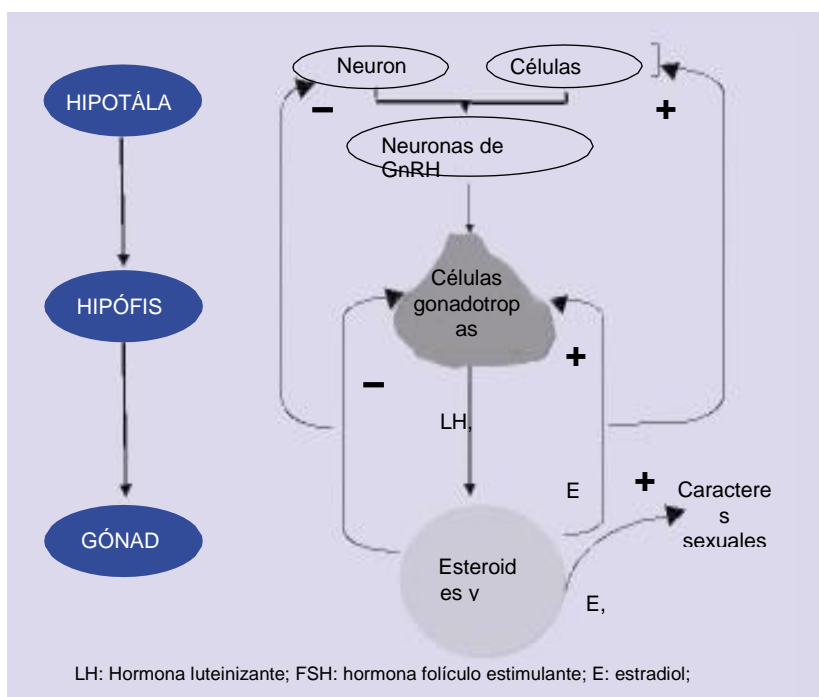 Neuron
Células
HIPOTÁLA
−
+
Neuronas de
GnRH
Células
gonadotrop
as
HIPÓFIS
−
+
LH,
E
+
Caractere
s
sexuales
GÓNAD
Esteroid
es y
E,
LH: Hormona luteinizante; FSH: hormona folículo estimulante; E: estradiol;